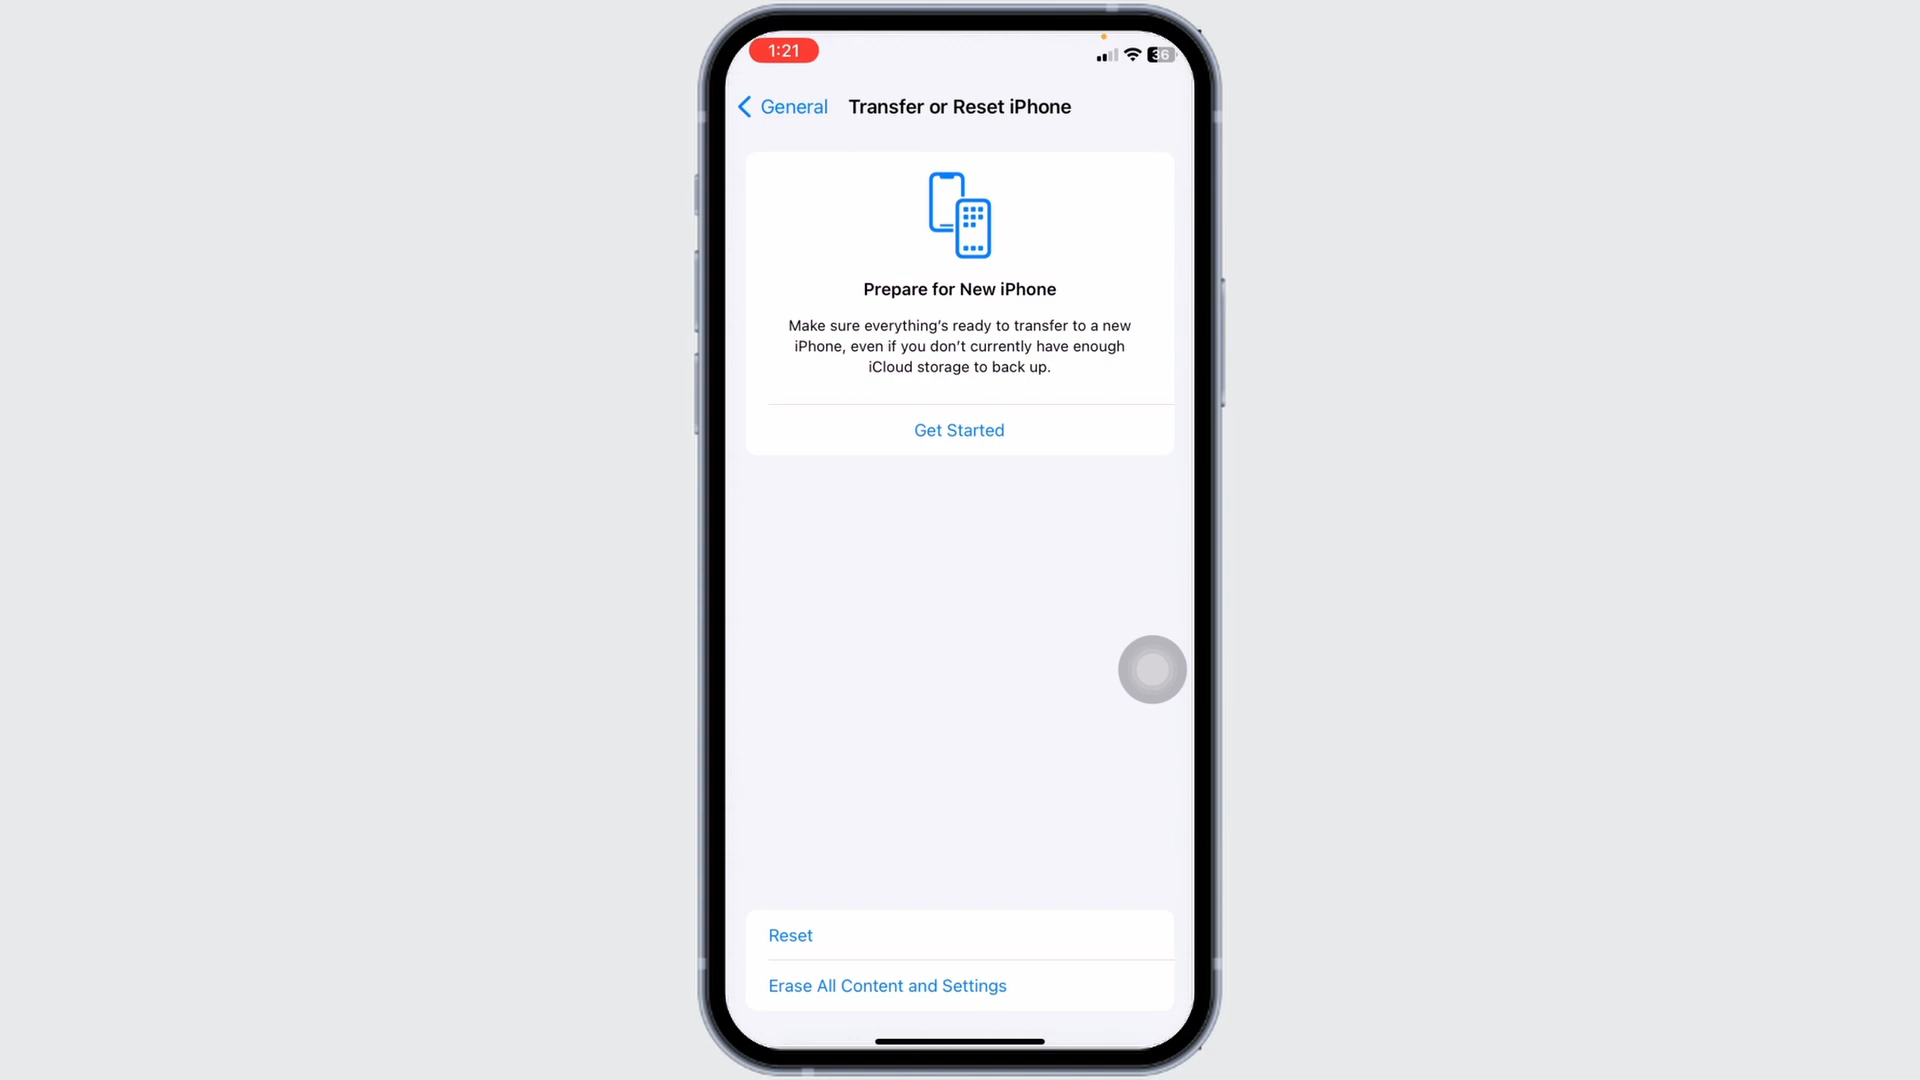 1:21
36
General
Transfer or Reset iPhone
Prepare for New iPhone
Make sure everything's ready to transfer to a new
iPhone, even if you don't currently have enough
iCloud storage to back up.
Get Started
Reset
Erase All Content and Settings